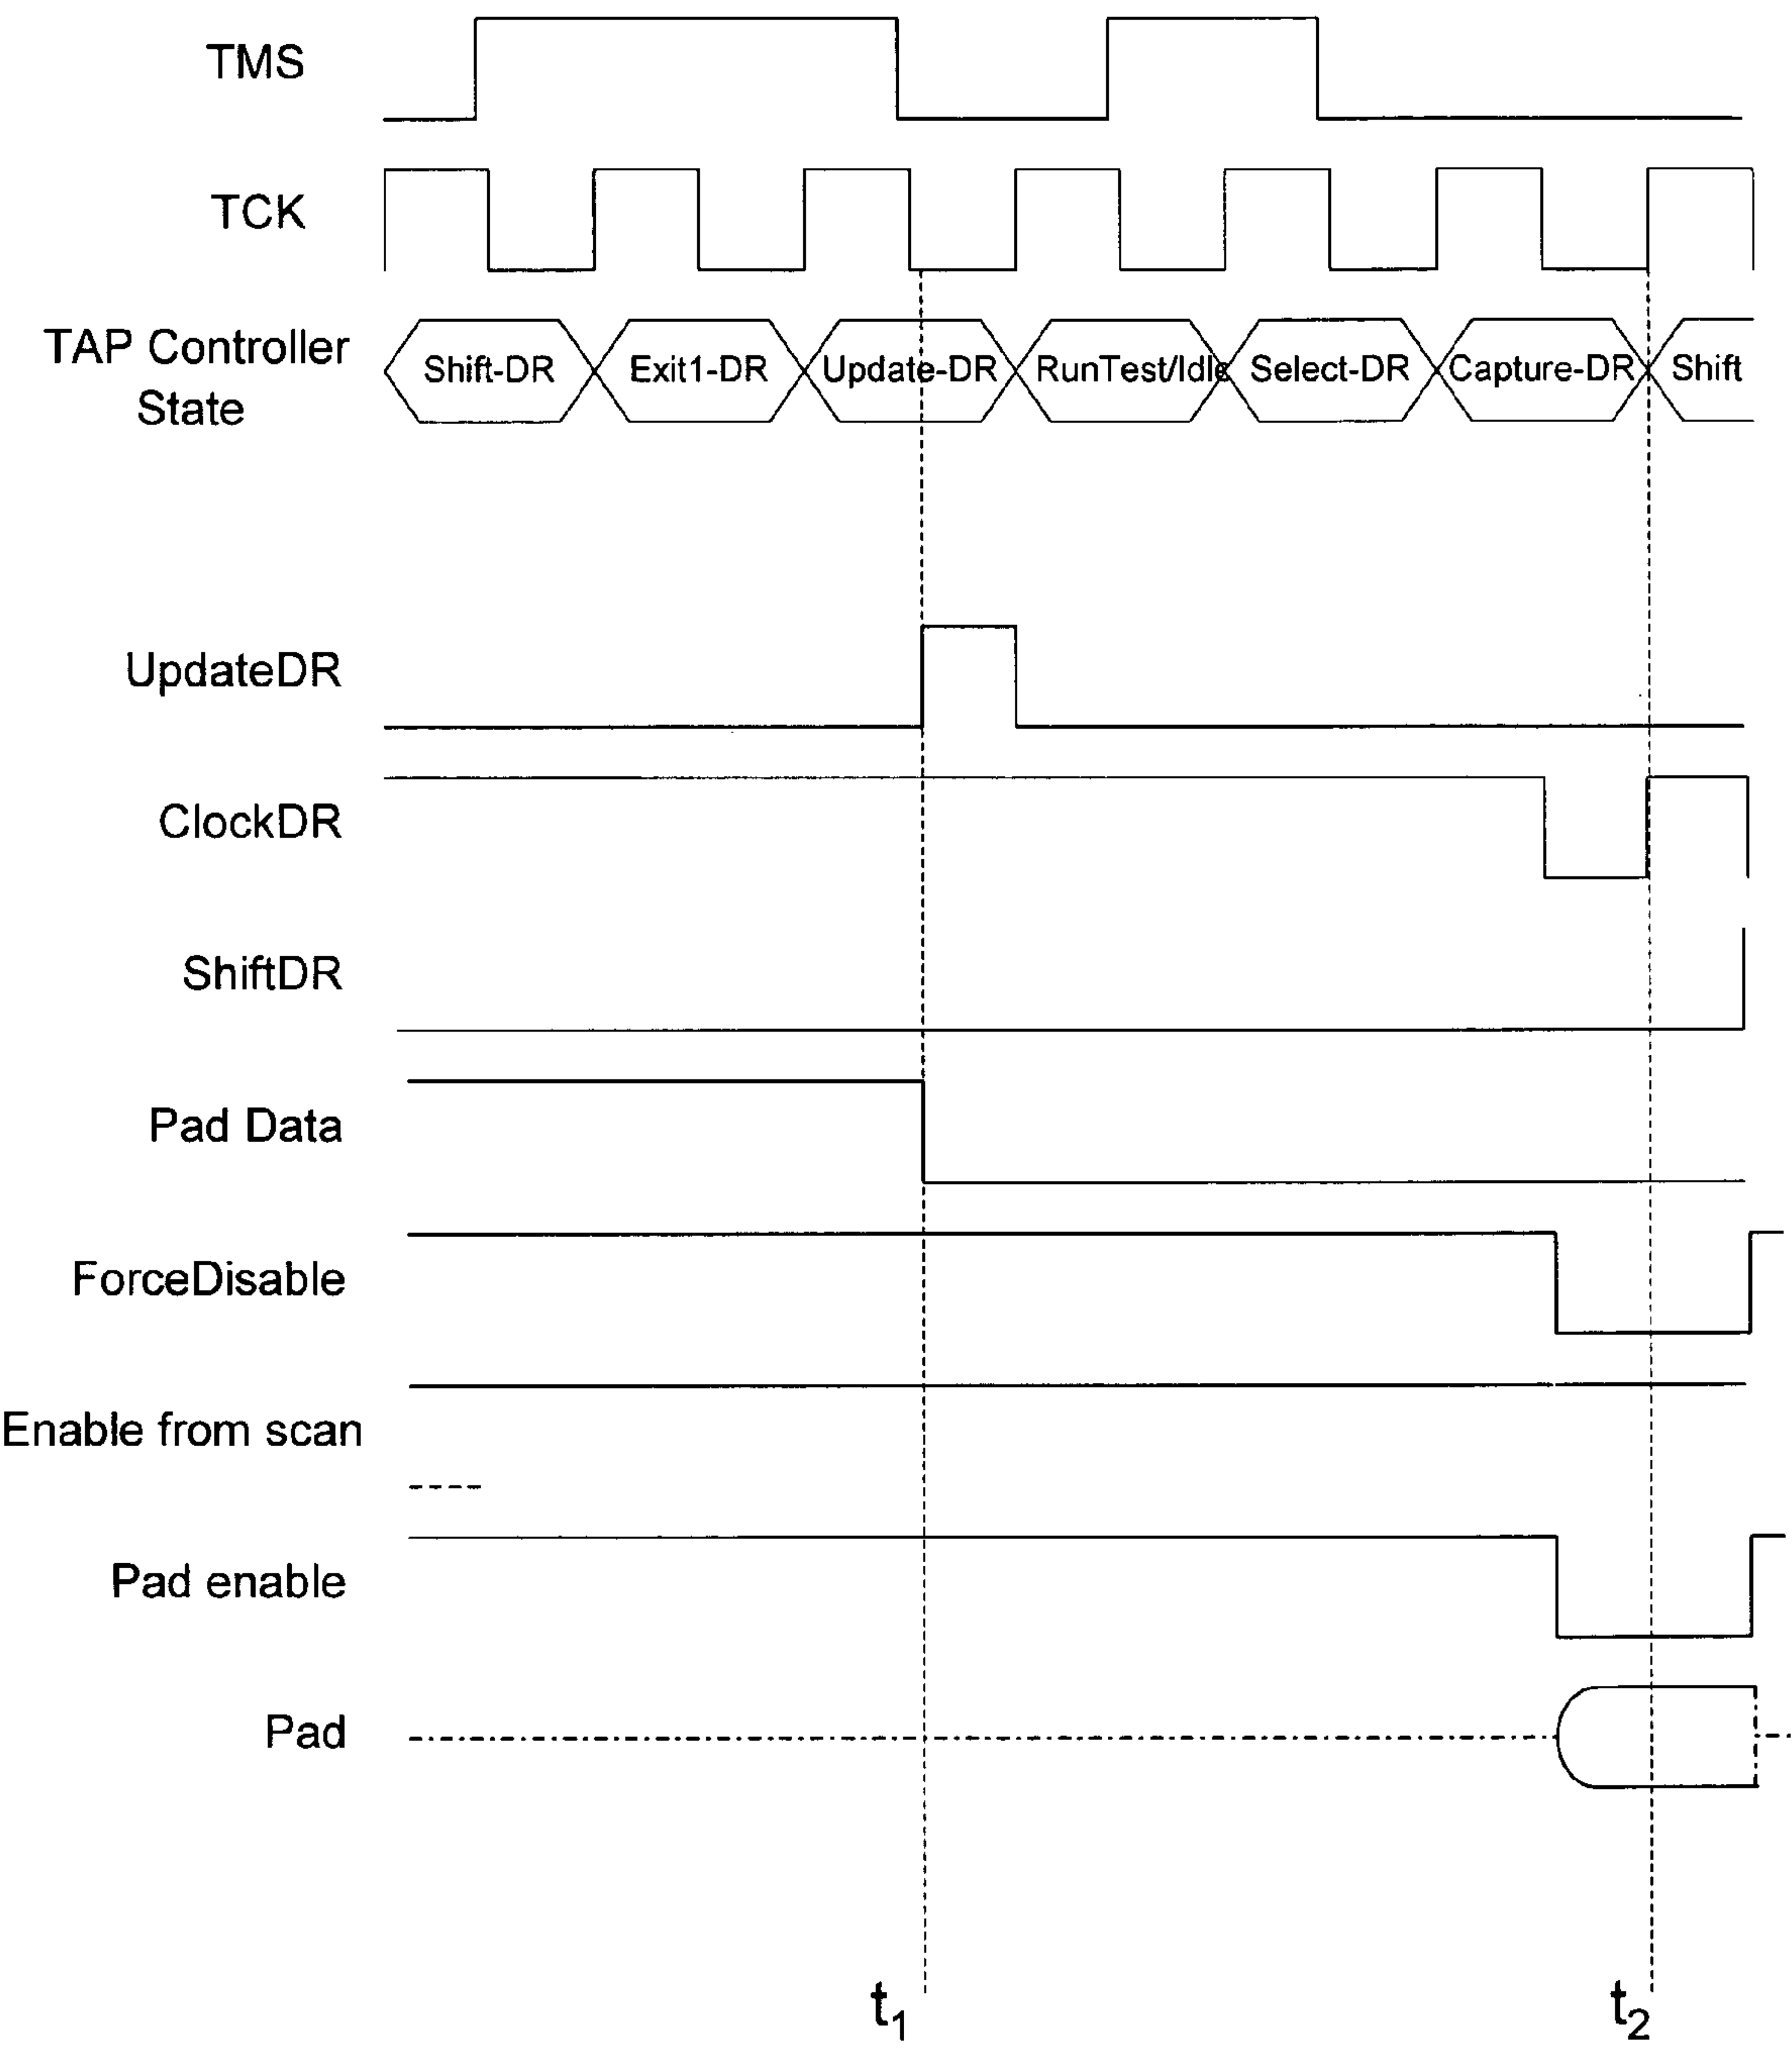 TMS
TCK
TAP Controller
State
Shift-DR
Exit1-DR
Update-DR
RunTest/Idle
Select-DR
Capture-DR
Shift
UpdateDR
ClockDR
ShiftDR
Pad Data
ForceDisable
Enable from scan
Pad enable
Pad
t1
t2